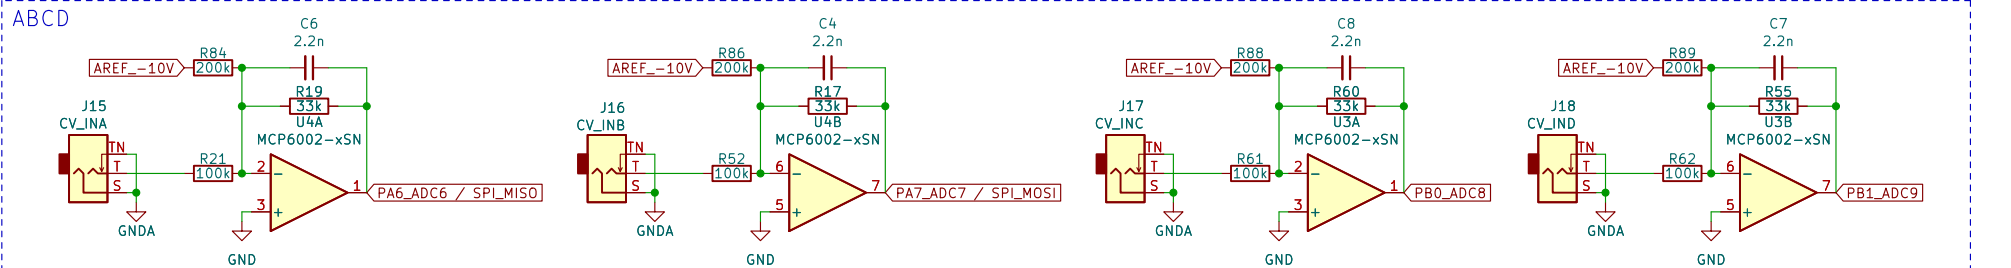 ABCD
C6
2.2n
R84
AREF_-10V
200k
R19
33k
J15
CV_INA
U4A
MCP6002-xSN
TN
T
S
R21
100k
2
-
1
PA6_ADC6 / SPI_MISO
3
+
GNDA
GND
C4
2.2n
R86
AREF_-10V
200k
R17
33k
J16
CV_INB
U4B
MCP6002-xSN
TN
T
S
R52
100k
6
-
7
PA7_ADC7 / SPI_MOSI
5
+
GNDA
GND
C8
2.2n
R88
AREF_-10V
200k
R60
33k
J17
CV_INC
U3A
MCP6002-xSN
TN
T
S
R61
100k
2
-
1
PB0_ADC8
3
+
GNDA
GND
C7
2.2n
R89
AREF_-10V
200k
R55
33k
J18
CV_IND
U3B
MCP6002-xSN
TN
T
S
R62
100k
6
-
7
PB1_ADC9
5
+
GNDA
GND